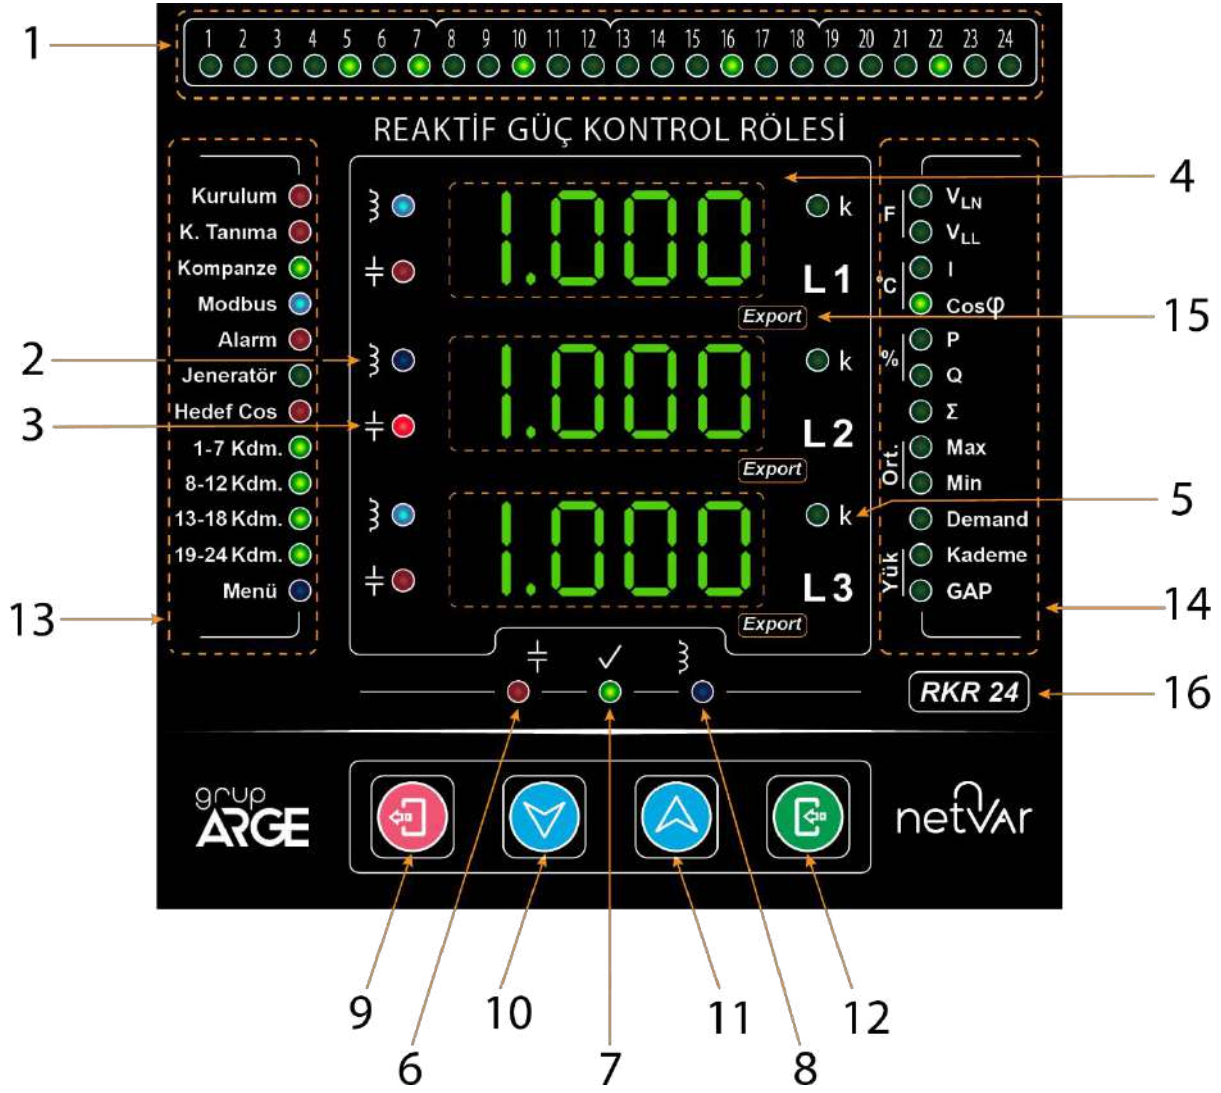 1
1 2 3 4 5 6 7 8 9 10 11 12 13 14 15 16 17 18 19 20 21 22 23 24
REAKTİF GÜÇ KONTROL RÖLESİ
Kurulum
K. Tanıma
Kompanze
Modbus
Alarm
Jeneratör
Hedef Cos
1-7 Kdm.
8-12 Kdm.
13-18 Kdm.
19-24 Kdm.
Menü
2
3
13
1.000
k
L1
Export
1.000
k
L2
Export
1.000
k
L3
Export
F
VLN
VLL
°C
I
Cosφ
%
P
Q
Σ
Ort.
Max
Min
Demand
Yük
Kademe
GAP
4
15
5
14
16
RKR 24
grup
ARGE
netVAr
9
10
11
12
6
7
8